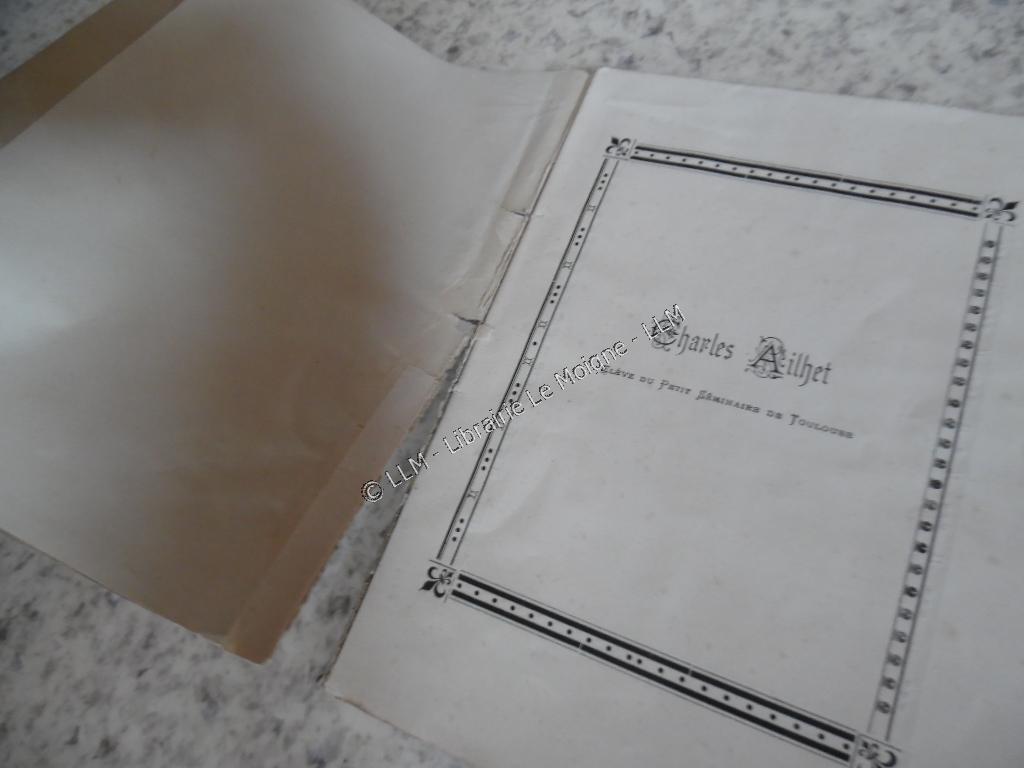 Charles Ailhet
Élève du Petit Séminaire de Toulouse
© LLM - Librairie Le Moigne - LLM